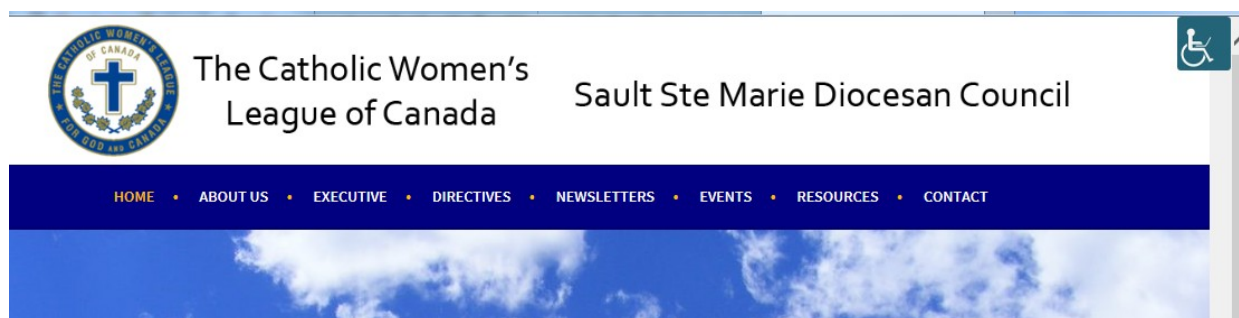 THE CATHOLIC WOMEN'S LEAGUE
OF CANADA
FOR GOD AND CANADA
The Catholic Women's
League of Canada
Sault Ste Marie Diocesan Council
HOME • ABOUT US • EXECUTIVE • DIRECTIVES • NEWSLETTERS • EVENTS • RESOURCES • CONTACT